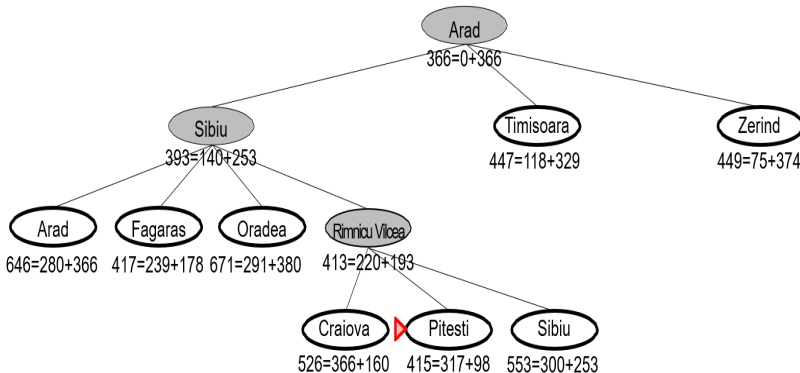 Arad
366=0+366
Sibiu
393=140+253
Timisoara
447=118+329
Zerind
449=75+374
Arad
646=280+366
Fagaras
417=239+178
Oradea
671=291+380
Rimnicu Vilcea
413=220+193
Craiova
526=366+160
Pitesti
415=317+98
Sibiu
553=300+253